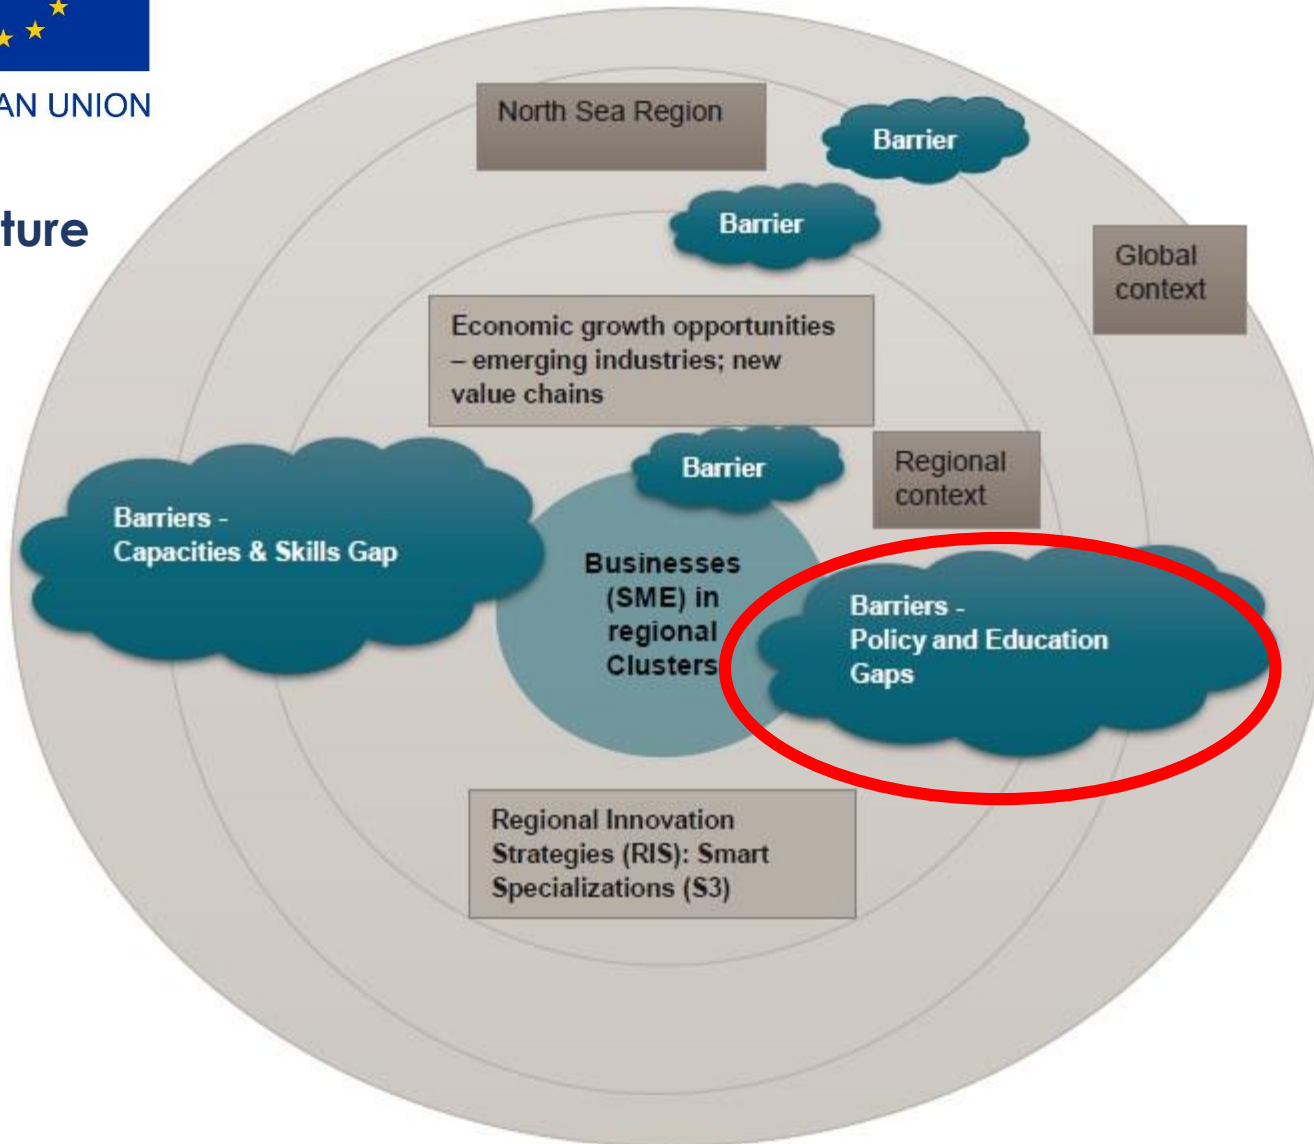 AN UNION
ture
North Sea Region
Barrier
Barrier
Global
context
Economic growth opportunities
– emerging industries; new
value chains
Barrier
Regional
context
Barriers -
Capacities & Skills Gap
Businesses
(SME) in
regional
Clusters
Barriers -
Policy and Education
Gaps
Regional Innovation
Strategies (RIS): Smart
Specializations (S3)